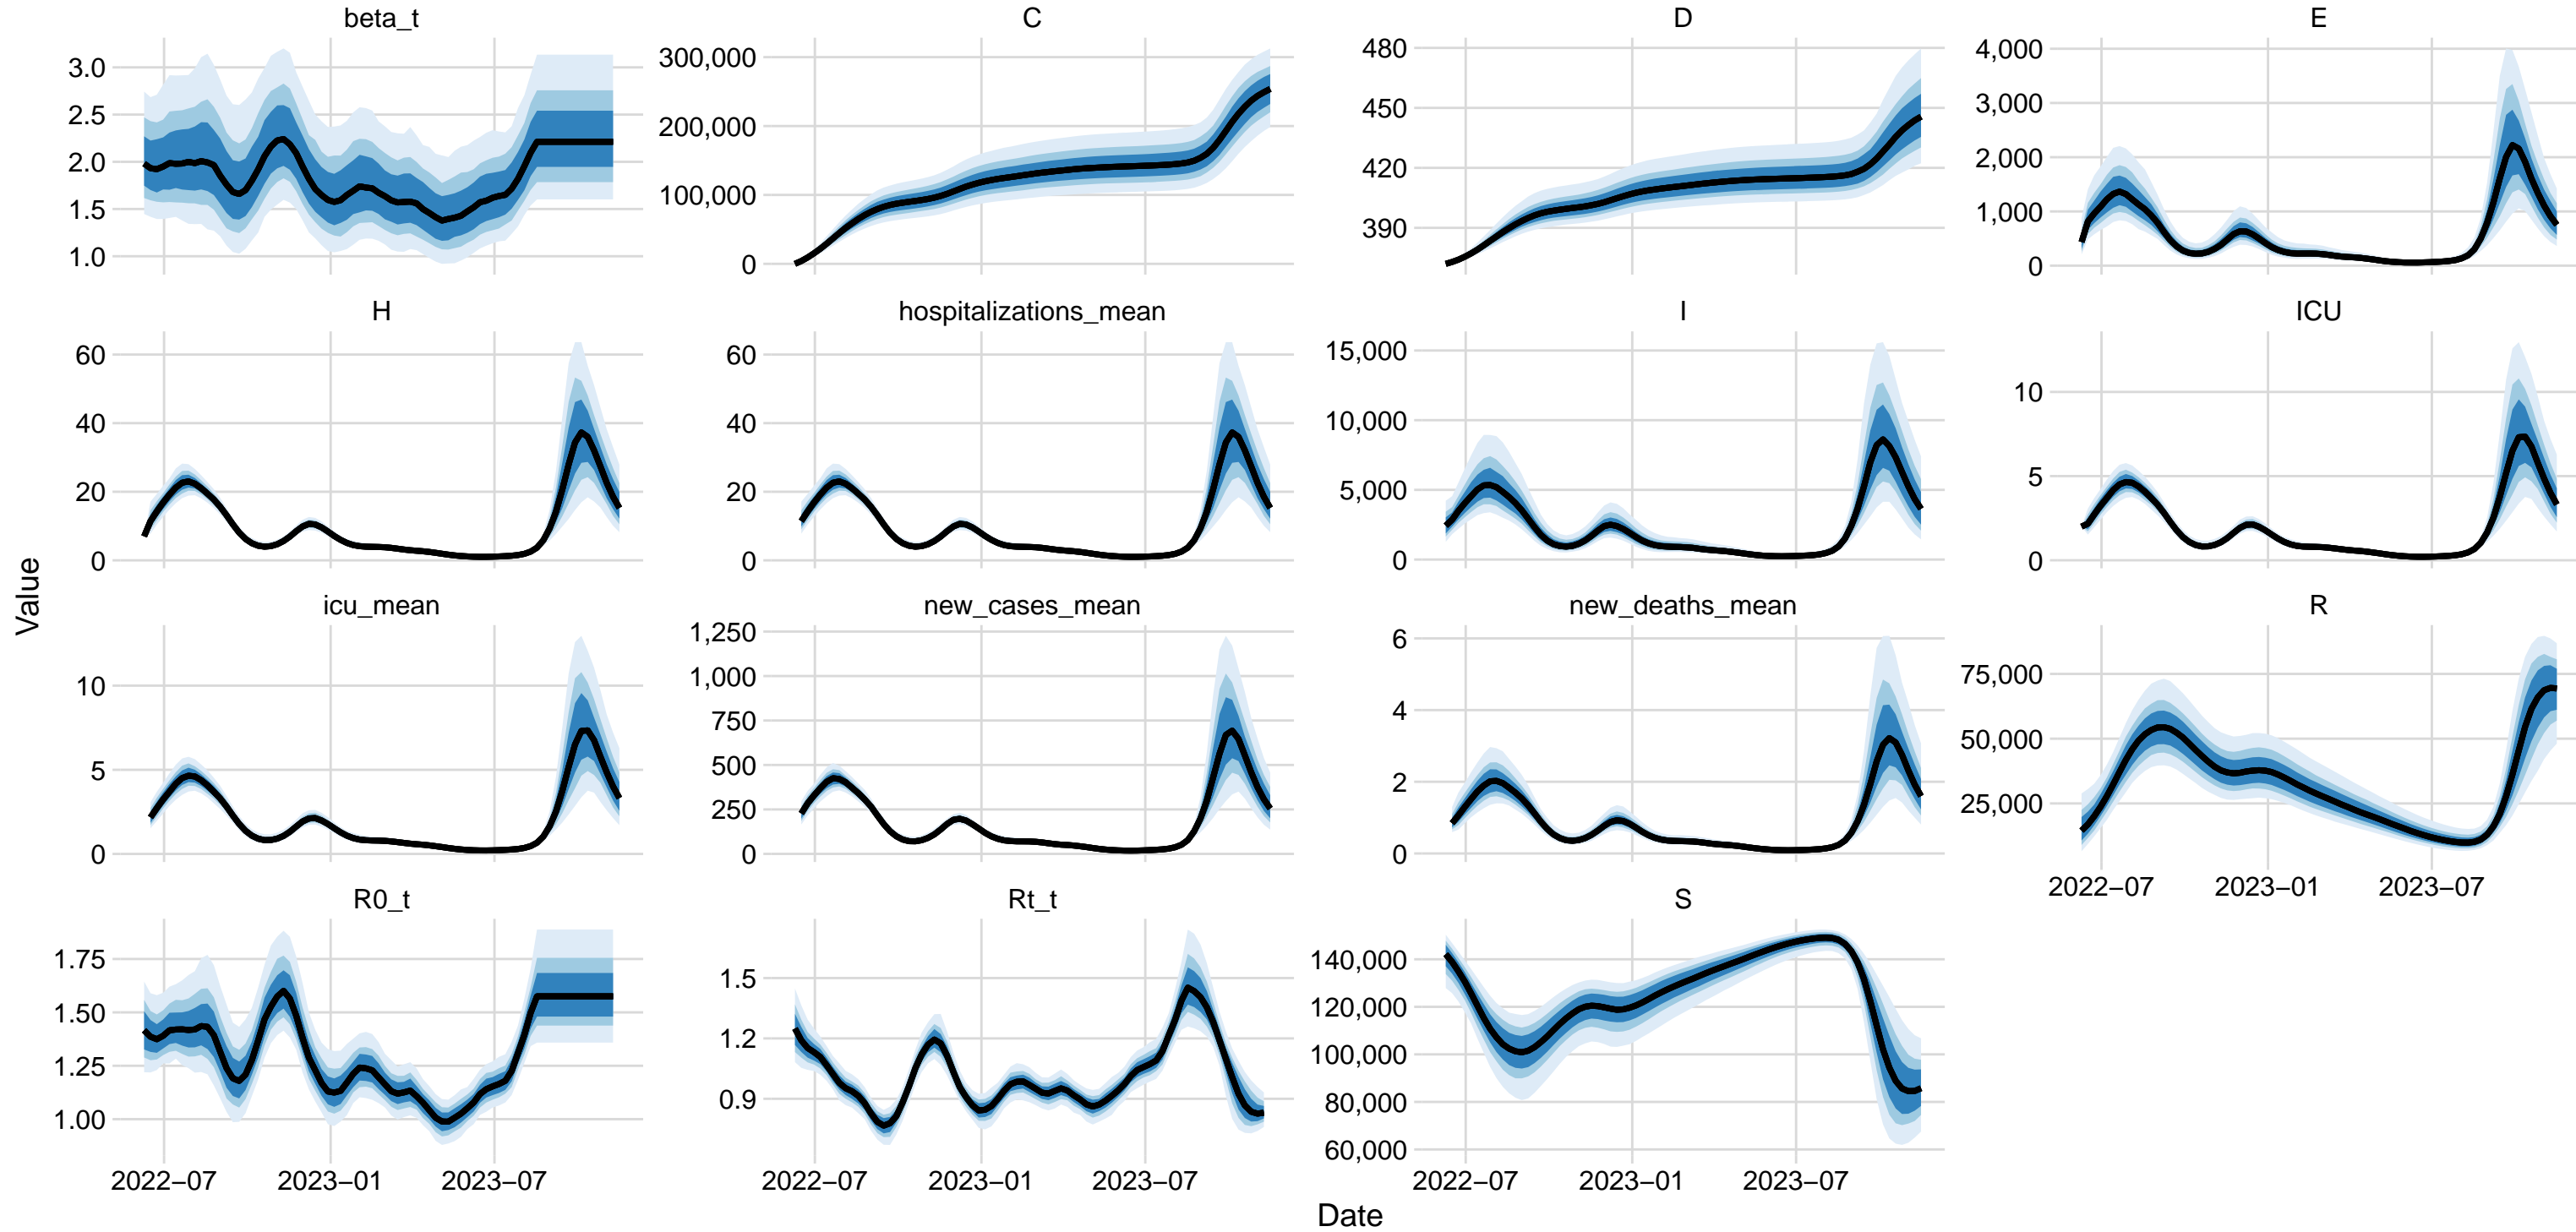 beta_t
3.0
2.5
2.0
1.5
1.0
C
300,000
200,000
100,000
0
D
480
450
420
390
E
4,000
3,000
2,000
1,000
0
H
60
40
20
0
hospitalizations_mean
60
40
20
0
I
15,000
10,000
5,000
0
ICU
10
5
0
Value
icu_mean
10
5
0
new_cases_mean
1,250
1,000
750
500
250
0
new_deaths_mean
6
4
2
0
R
75,000
50,000
25,000
2022−07 2023−01 2023−07
R0_t
1.75
1.50
1.25
1.00
2022−07 2023−01 2023−07
Rt_t
1.5
1.2
0.9
2022−07 2023−01 2023−07
S
140,000
120,000
100,000
80,000
60,000
2022−07 2023−01 2023−07
Date